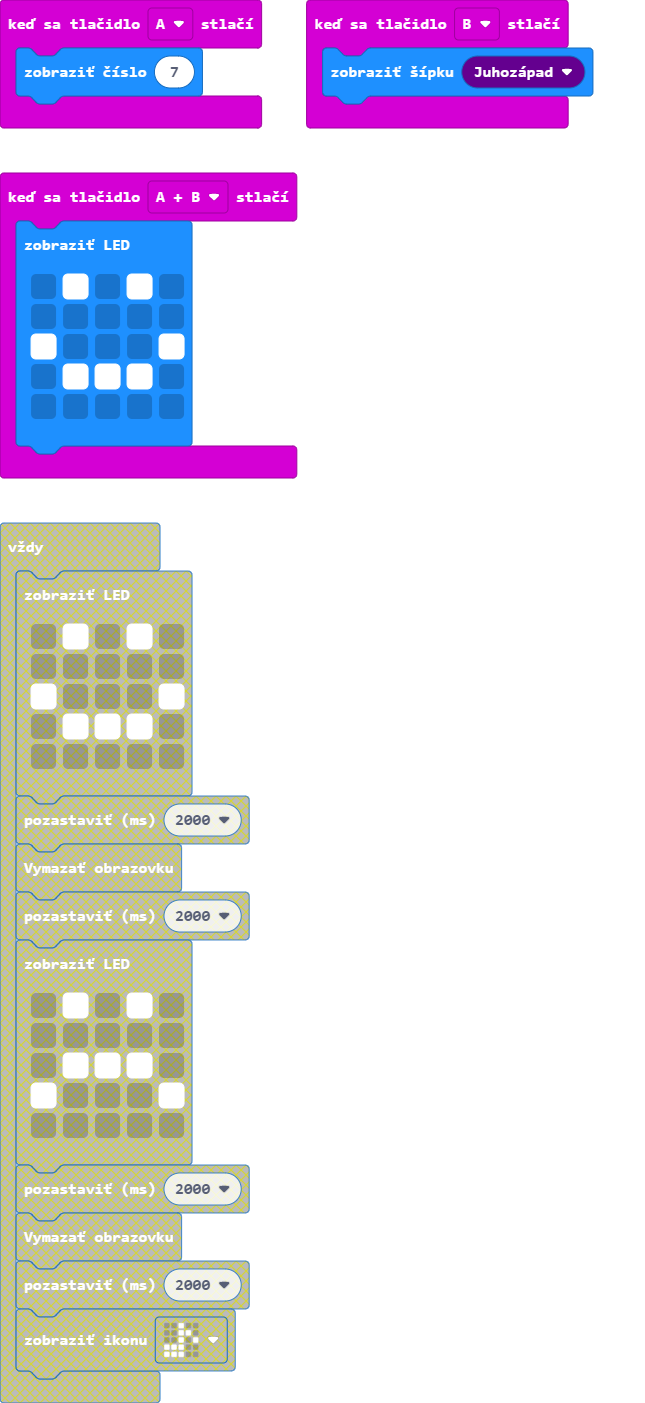 keď sa tlačidlo A stlačí
zobraziť číslo 7
keď sa tlačidlo B stlačí
zobraziť šípku Juhozápad
keď sa tlačidlo A + B stlačí
zobraziť LED
vždy
zobraziť LED
pozastaviť (ms) 2000
Vymazať obrazovku
pozastaviť (ms) 2000
zobraziť LED
pozastaviť (ms) 2000
Vymazať obrazovku
pozastaviť (ms) 2000
zobraziť ikonu